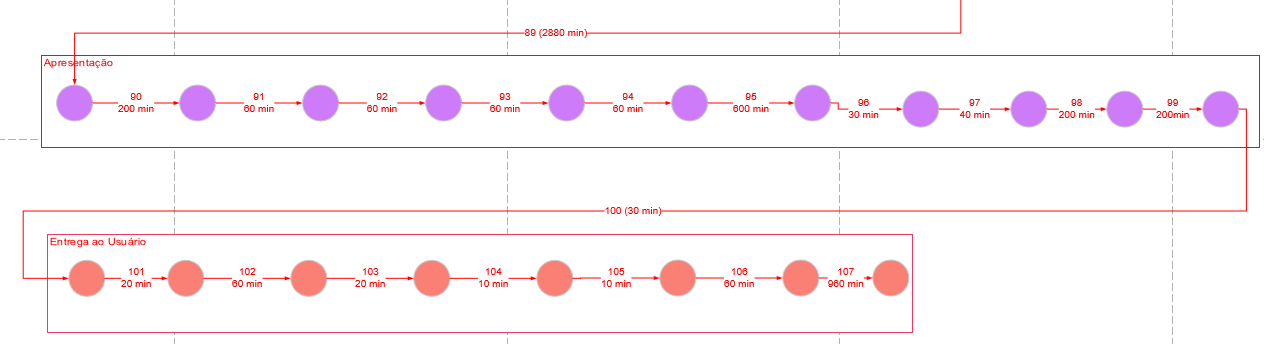 89 (2880 min)
Apresentação
90
200 min
91
60 min
92
60 min
93
60 min
94
60 min
95
600 min
96
30 min
97
40 min
98
200 min
99
200min
100 (30 min)
Entrega ao Usuário
101
20 min
102
60 min
103
20 min
104
10 min
105
10 min
106
60 min
107
960 min